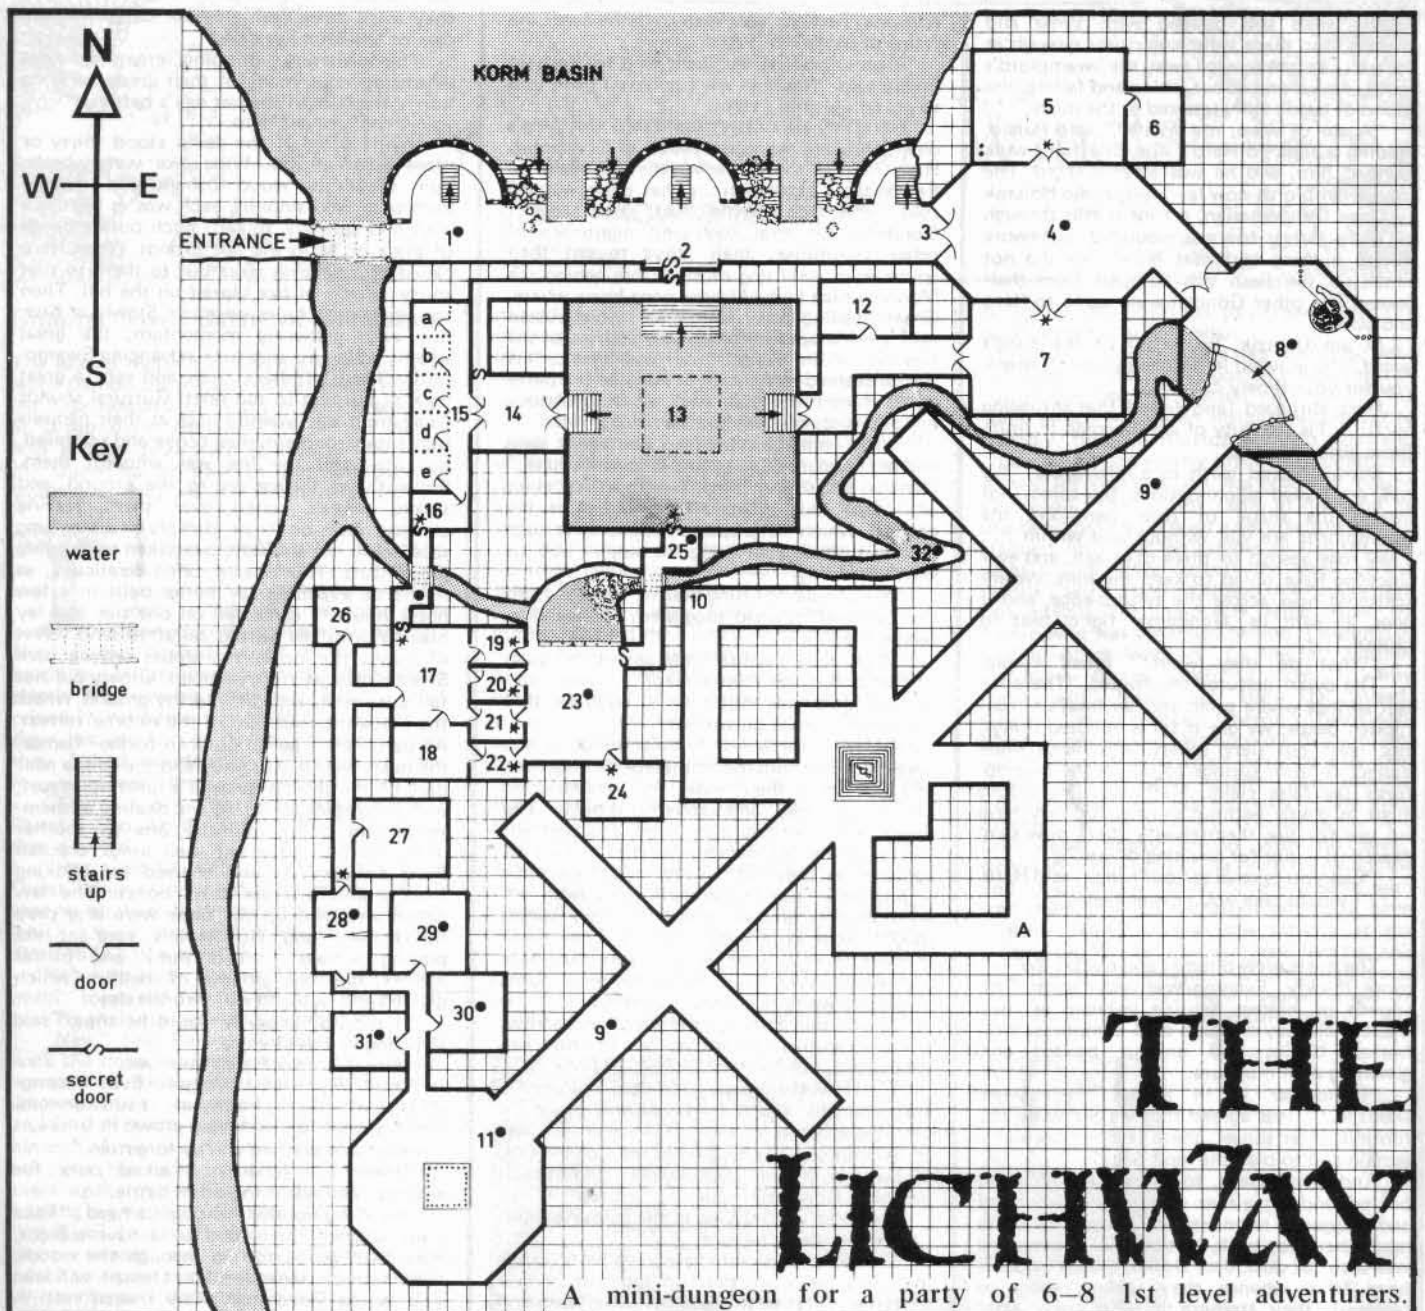 N
W
E
S
Key
water
bridge
stairs
up
door
secret
door
KORM BASIN
ENTRANCE
1
2
S
3
4
5
6
7
8
9
12
13
14
15
S
a
b
c
d
e
16
S
S
25
32
10
26
S
17
19
20
21
22
18
23
S
24
27
28
29
30
31
11
9
A
THE
LICHWAY
A mini-dungeon for a party of 6–8 1st level adventurers.